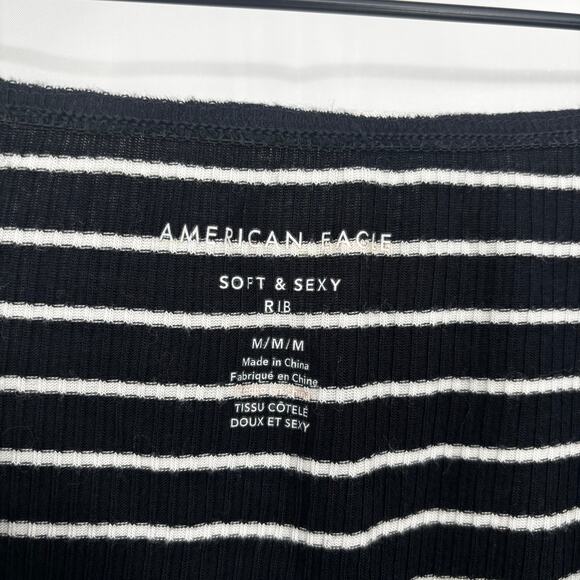 AMERICAN EAGLE
SOFT & SEXY
RIB
M/M/M
Made in China
Fabriqué en Chine
TISSU CÔTELÉ
DOUX ET SEXY